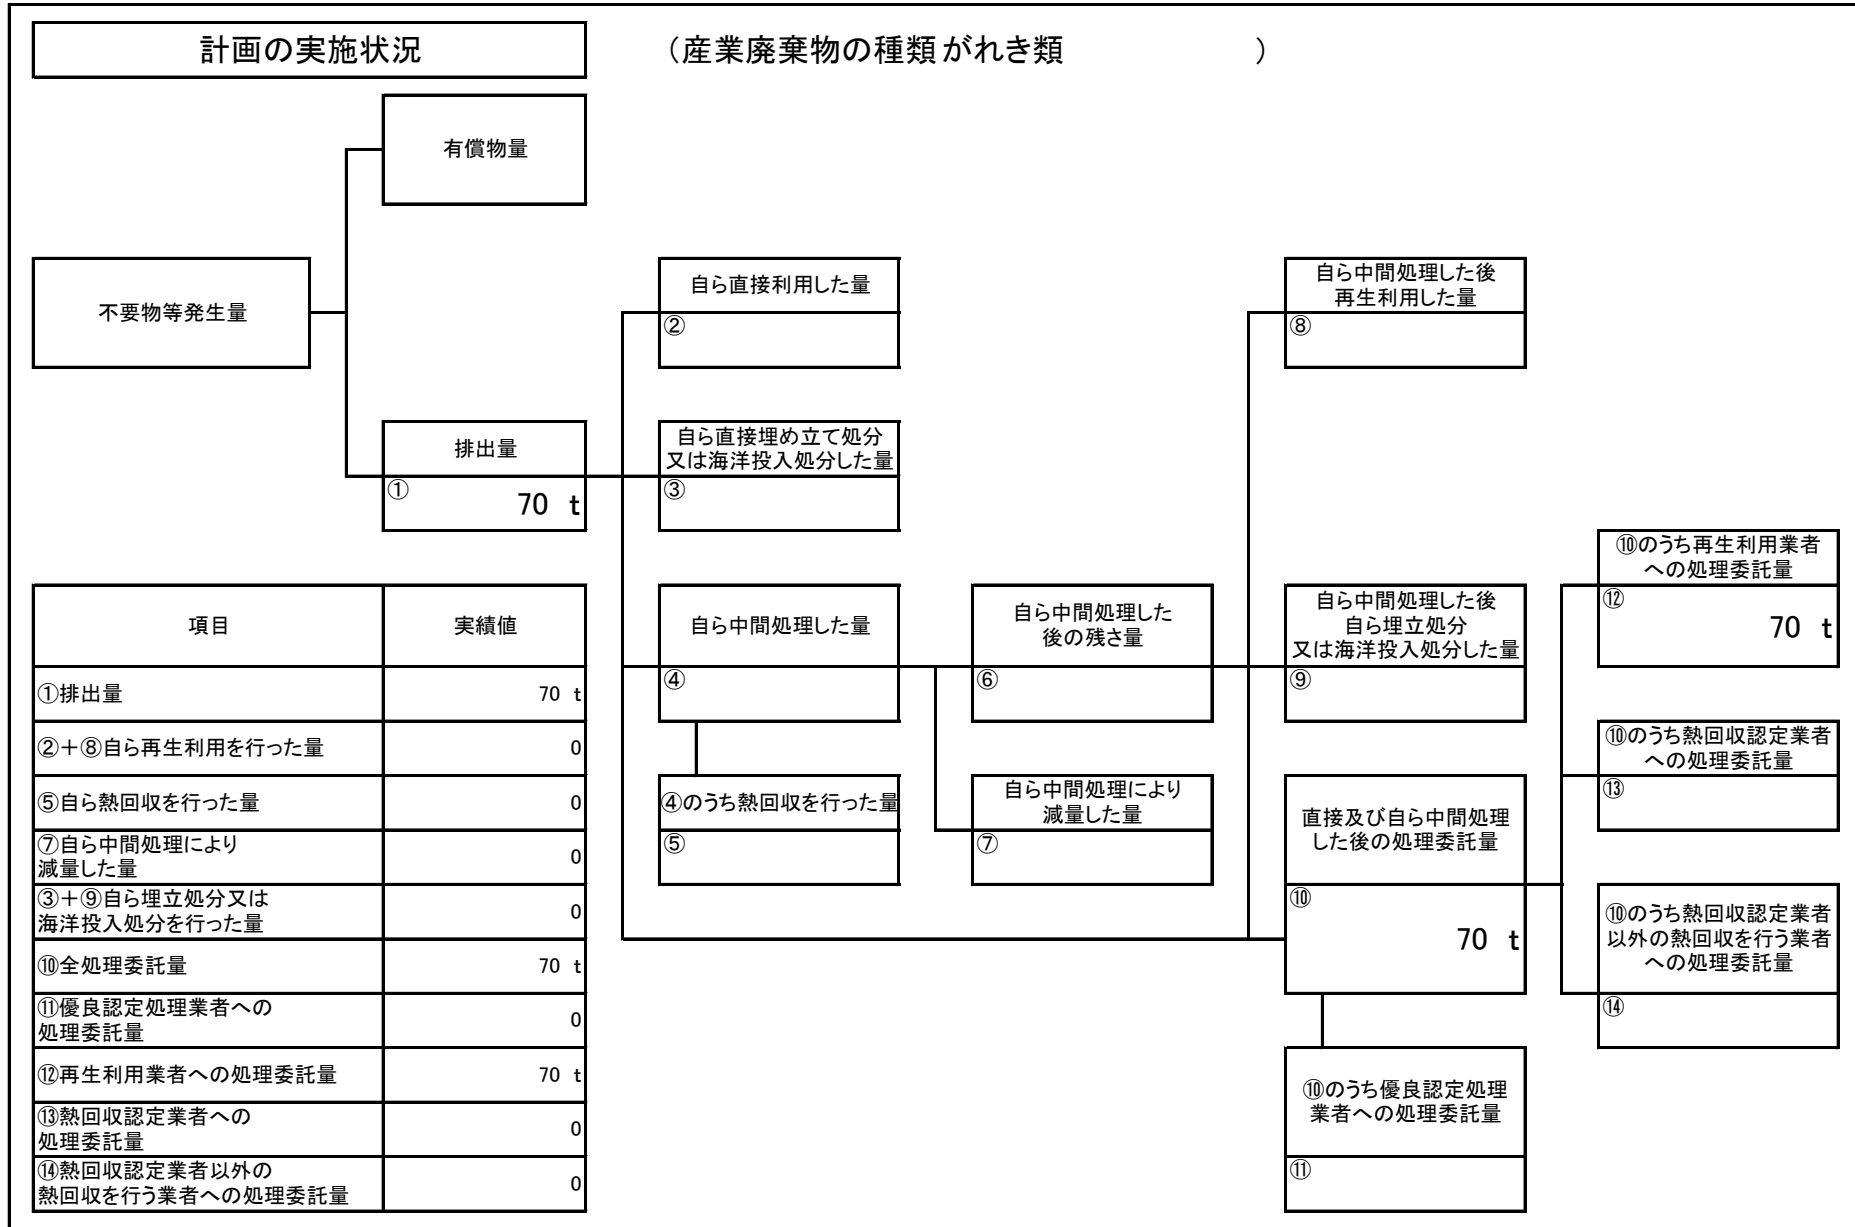 計画の実施状況
（産業廃棄物の種類 がれき類 ）
有償物量
不要物等発生量
自ら直接利用した量
②
自ら中間処理した後
再生利用した量
⑧
排出量
①
70 t
自ら直接埋め立て処分
又は海洋投入処分した量
③
⑩のうち再生利用業者
への処理委託量
⑫
70 t
自ら中間処理した量
④
自ら中間処理した
後の残さ量
⑥
自ら中間処理した後
自ら埋立処分
又は海洋投入処分した量
⑨
⑩のうち熱回収認定業者
への処理委託量
⑬
④のうち熱回収を行った量
⑤
自ら中間処理により
減量した量
⑦
直接及び自ら中間処理
した後の処理委託量
⑩
70 t
⑩のうち熱回収認定業者
以外の熱回収を行う業者
への処理委託量
⑭
⑩のうち優良認定処理
業者への処理委託量
⑪
項目 実績値
①排出量 70 t
②＋⑧自ら再生利用を行った量 0
⑤自ら熱回収を行った量 0
⑦自ら中間処理により
減量した量 0
③＋⑨自ら埋立処分又は
海洋投入処分を行った量 0
⑩全処理委託量 70 t
⑪優良認定処理業者への
処理委託量 0
⑫再生利用業者への処理委託量 70 t
⑬熱回収認定業者への
処理委託量 0
⑭熱回収認定業者以外の
熱回収を行う業者への処理委託量 0